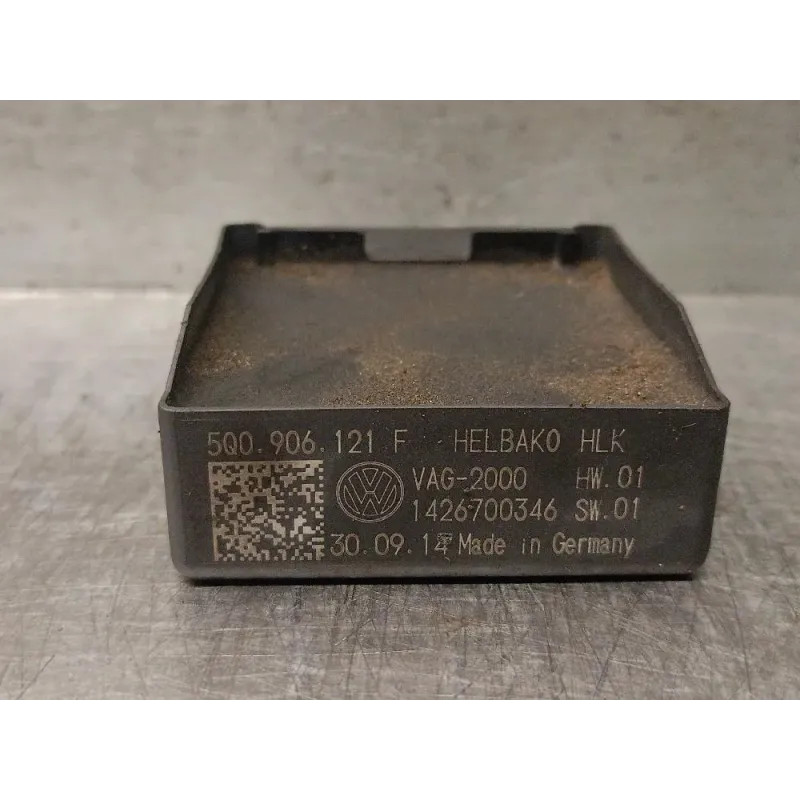 5Q0.906.121 F HELBAKO HLK
VAG-2000 HW.01
1426700346 SW.01
30.09.14 Made in Germany